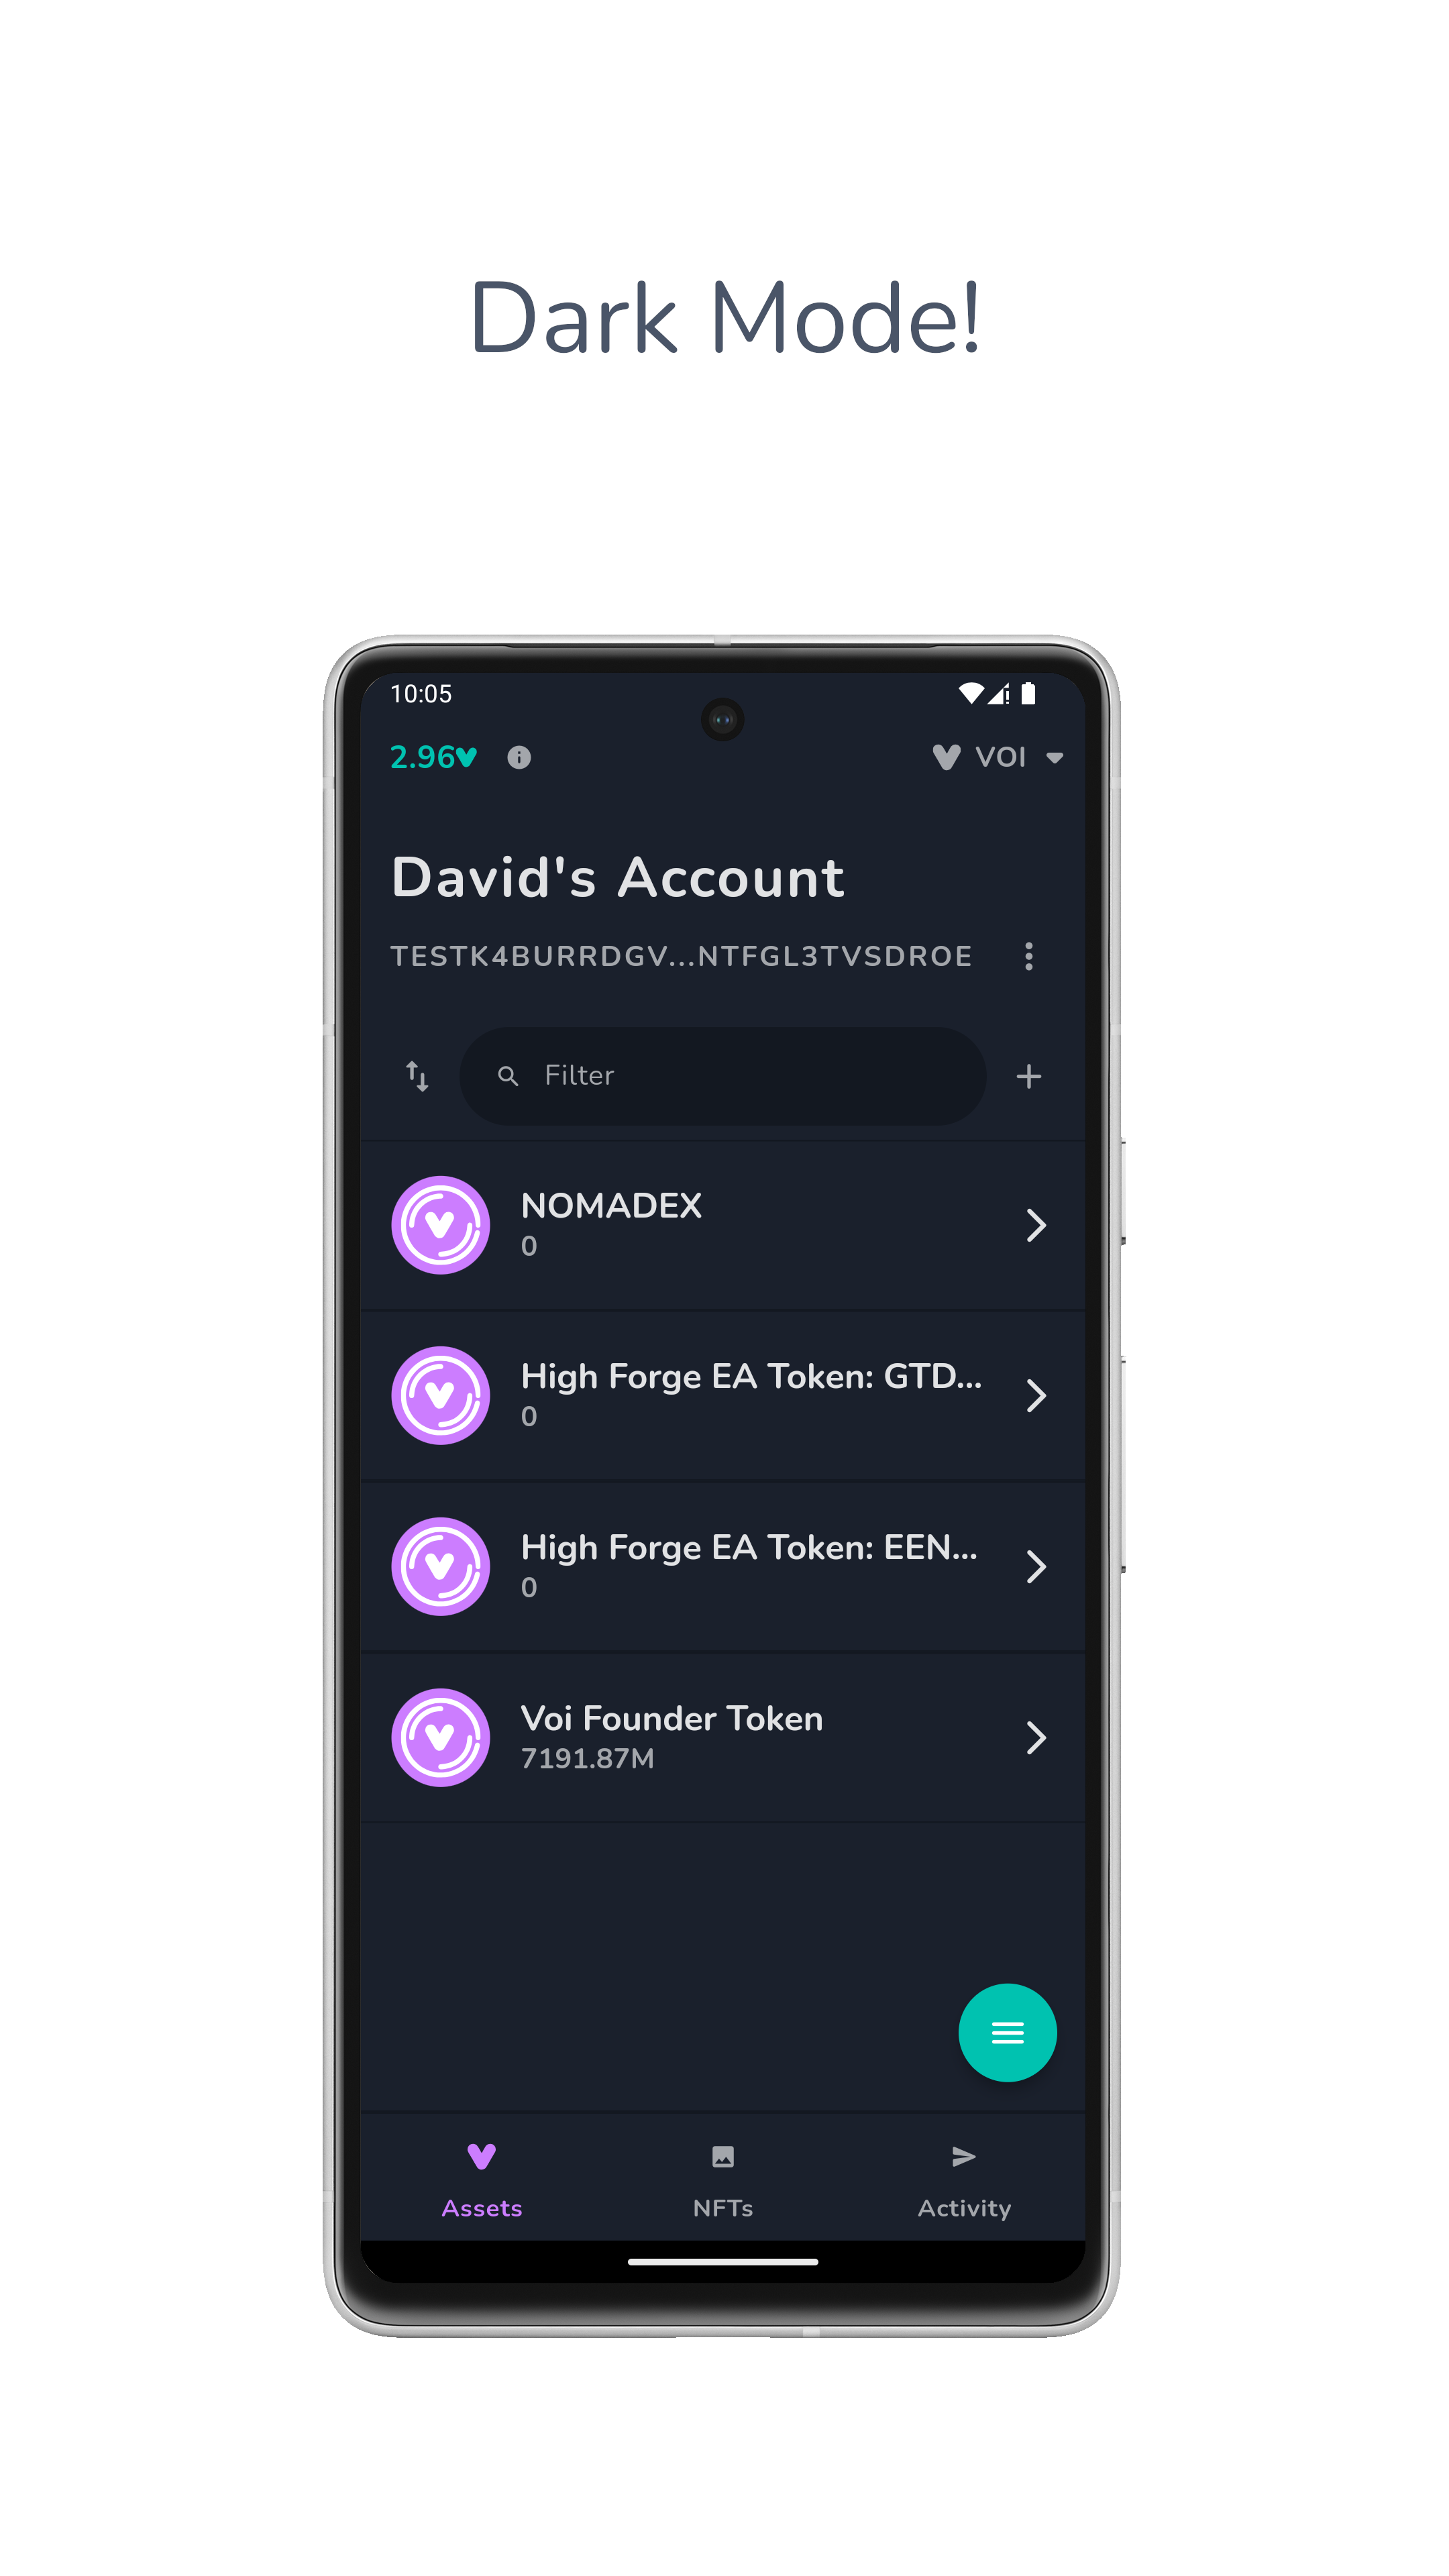 Dark Mode!
10:05
2.96
VOI
David's Account
TESTK4BURRDGV...NTFGL3TVSDROE
Filter
NOMADEX
0
High Forge EA Token: GTD...
0
High Forge EA Token: EEN...
0
Voi Founder Token
7191.87M
Assets
NFTs
Activity